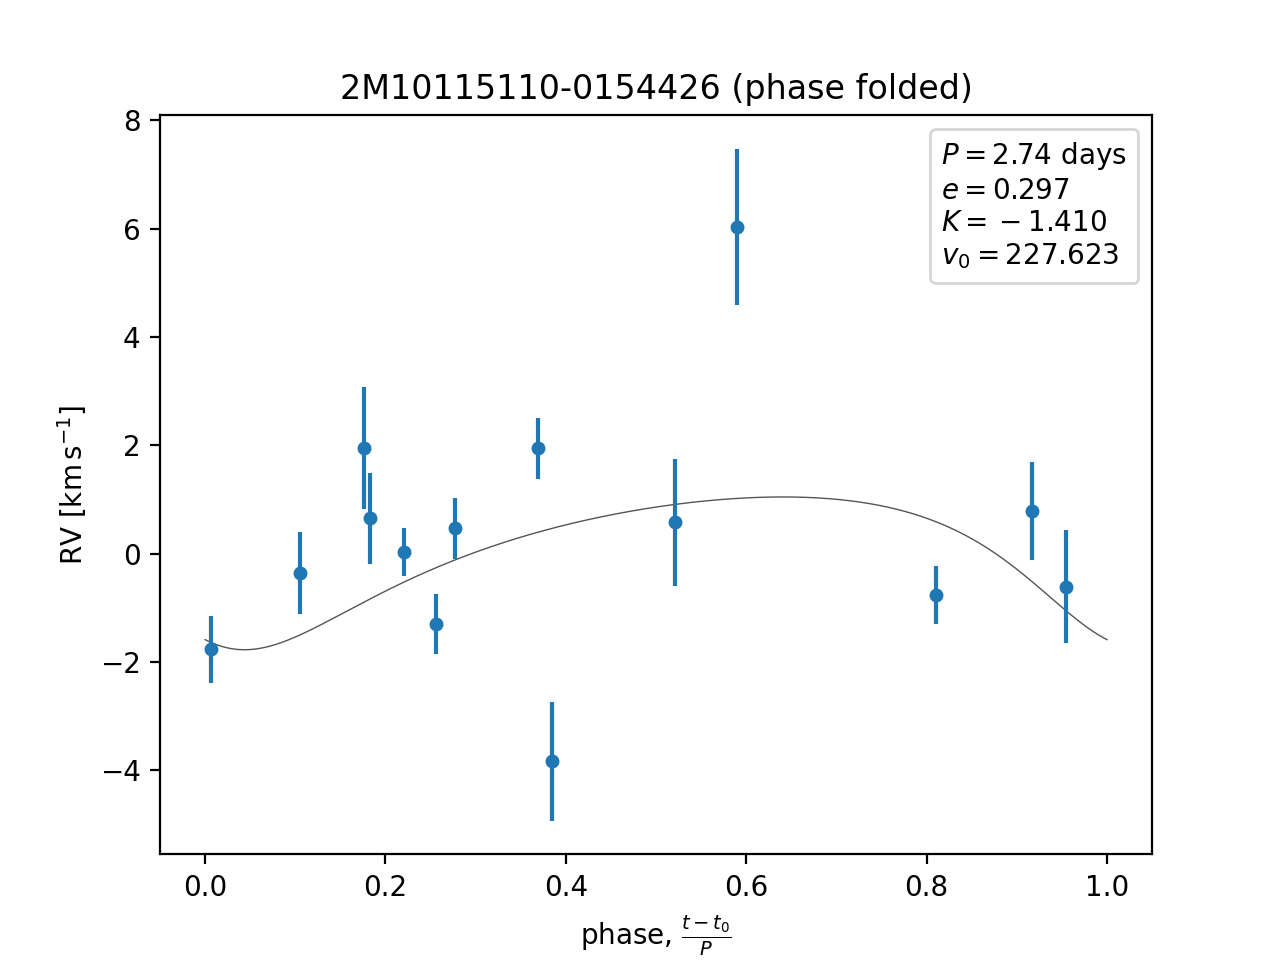 2M10115110-0154426 (phase folded)
P = 2.74 days
e = 0.297
K = −1.410
v₀ = 227.623
RV [km s⁻¹]
8
6
4
2
0
−2
−4
0.0 0.2 0.4 0.6 0.8 1.0
phase, (t − t₀)/P